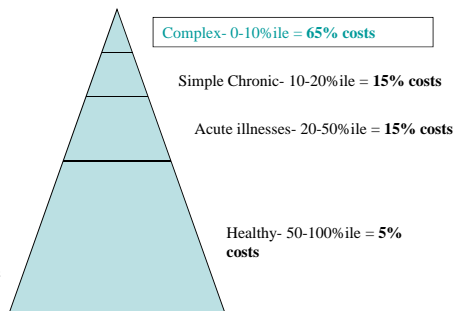 Complex- 0-10%ile = 65% costs
Simple Chronic- 10-20%ile = 15% costs
Acute illnesses- 20-50%ile = 15% costs
Healthy- 50-100%ile = 5%
costs